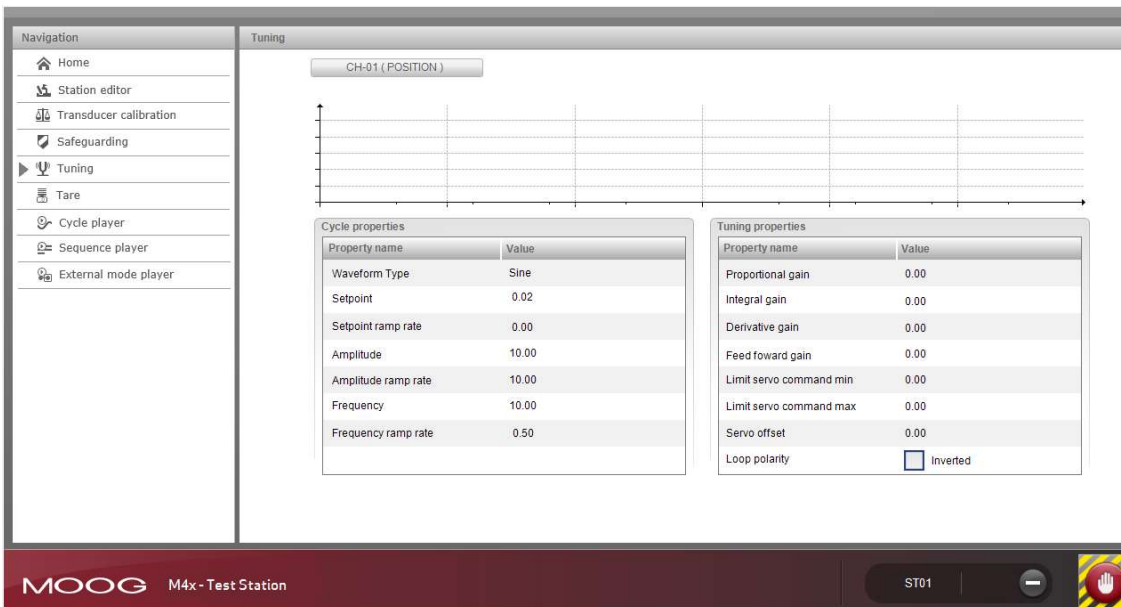 Navigation
Tuning
Home
Station editor
Transducer calibration
Safeguarding
Tuning
Tare
Cycle player
Sequence player
External mode player
CH-01 ( POSITION )
Cycle properties
Property name Value
Waveform Type Sine
Setpoint 0.02
Setpoint ramp rate 0.00
Amplitude 10.00
Amplitude ramp rate 10.00
Frequency 10.00
Frequency ramp rate 0.50
Tuning properties
Property name Value
Proportional gain 0.00
Integral gain 0.00
Derivative gain 0.00
Feed foward gain 0.00
Limit servo command min 0.00
Limit servo command max 0.00
Servo offset 0.00
Loop polarity Inverted
MOOG M4x - Test Station
ST01